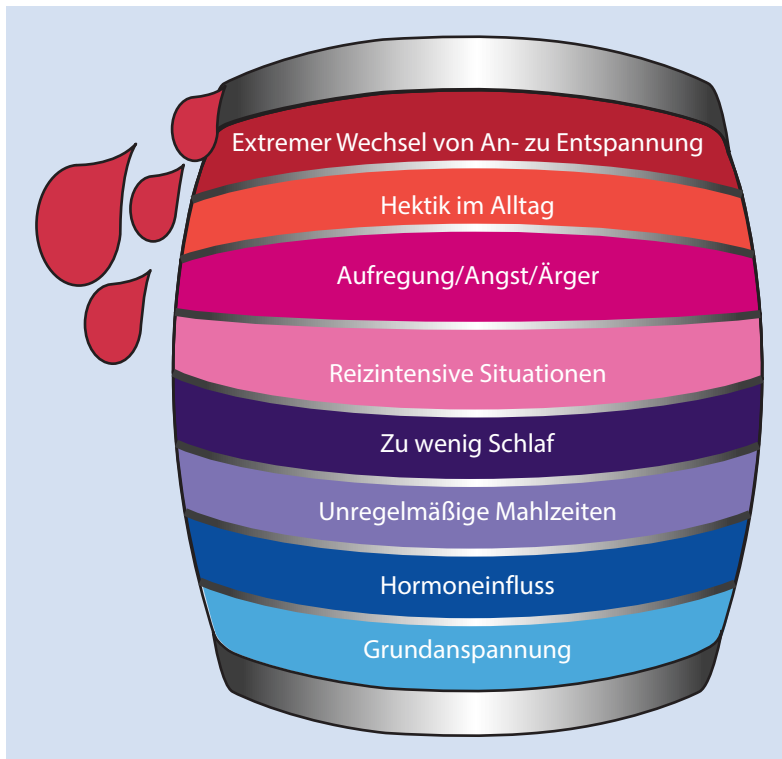 Extremer Wechsel von An- zu Entspannung
Hektik im Alltag
Aufregung/Angst/Ärger
Reizintensive Situationen
Zu wenig Schlaf
Unregelmäßige Mahlzeiten
Hormoneinfluss
Grundanspannung